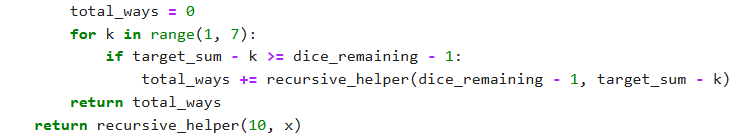 total_ways = 0
for k in range(1, 7):
if target_sum - k >= dice_remaining - 1:
total_ways += recursive_helper(dice_remaining - 1, target_sum - k)
return total_ways
return recursive_helper(10, x)